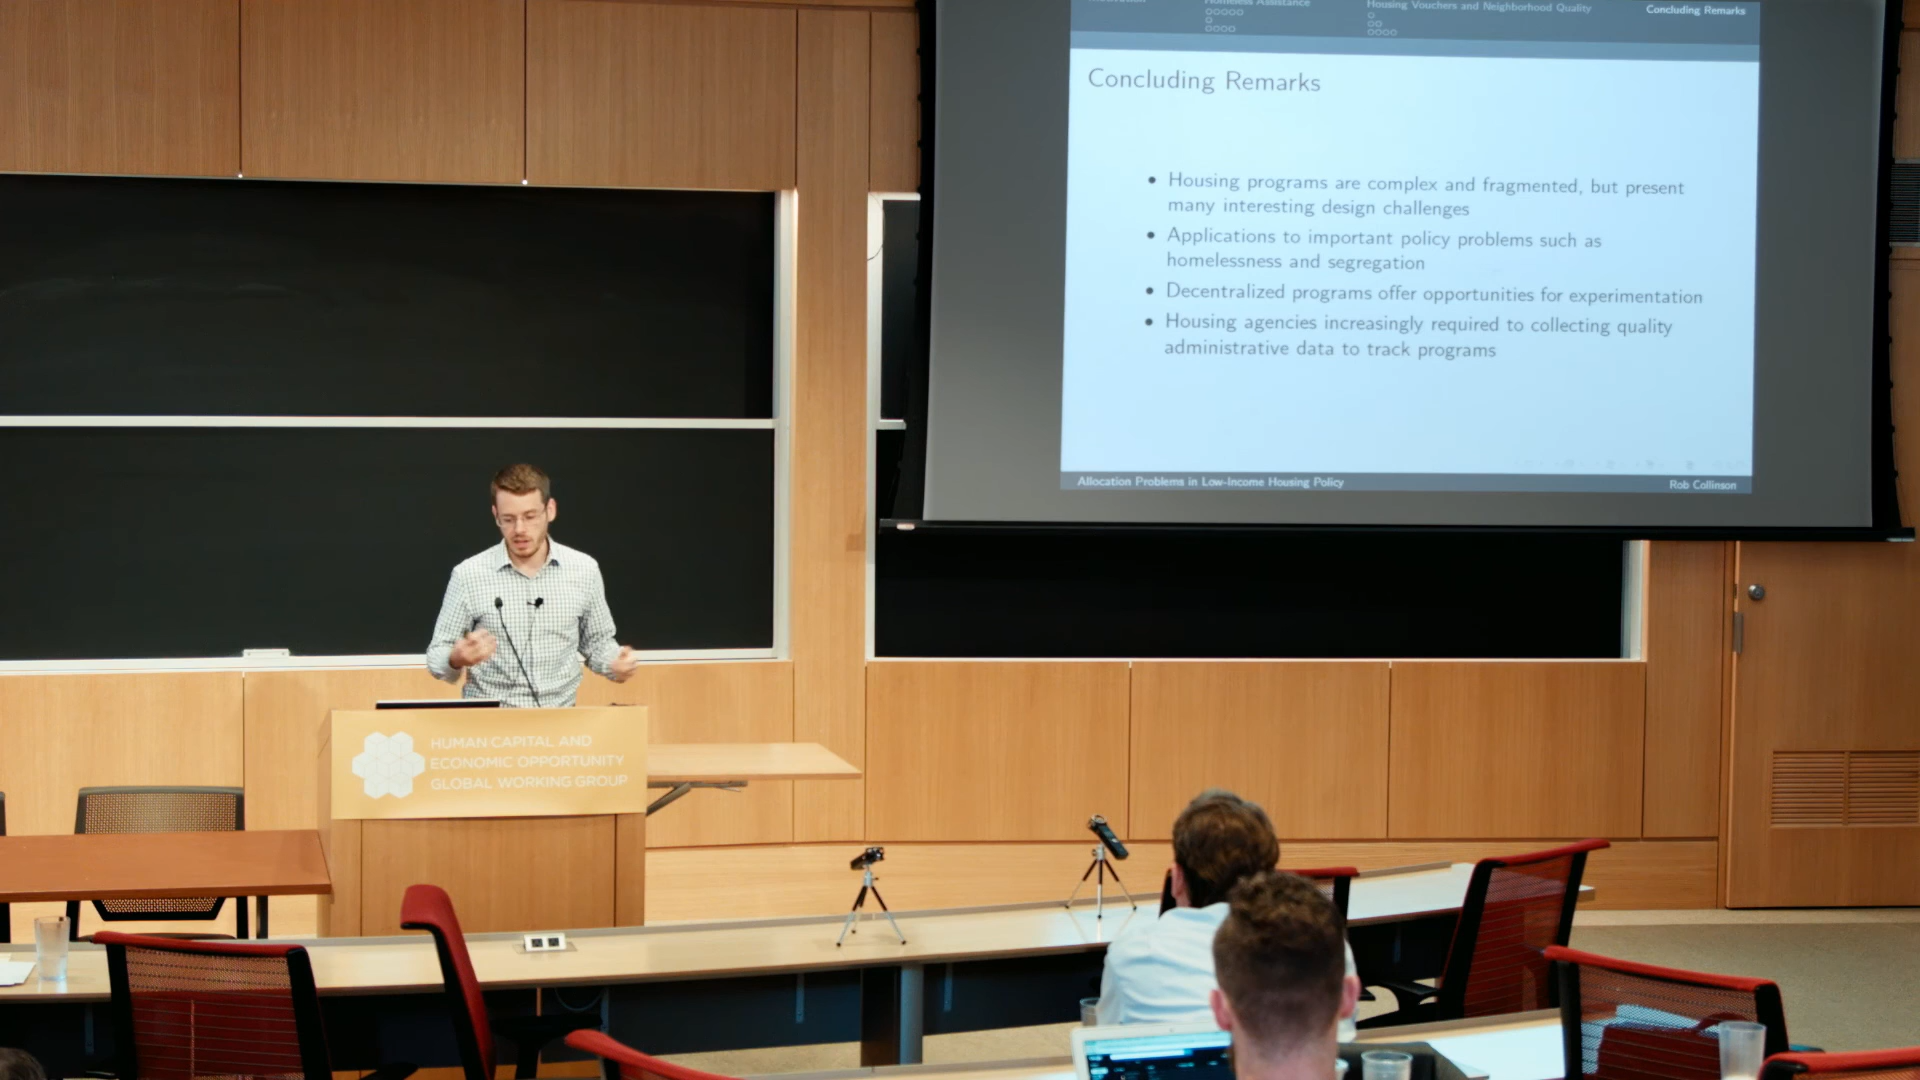 Homeless Assistance
Housing Vouchers and Neighborhood Quality
Concluding Remarks
Concluding Remarks
• Housing programs are complex and fragmented, but present
many interesting design challenges
• Applications to important policy problems such as
homelessness and segregation
• Decentralized programs offer opportunities for experimentation
• Housing agencies increasingly required to collecting quality
administrative data to track programs
Allocation Problems in Low-Income Housing Policy
Rob Collinson
HUMAN CAPITAL AND
ECONOMIC OPPORTUNITY
GLOBAL WORKING GROUP